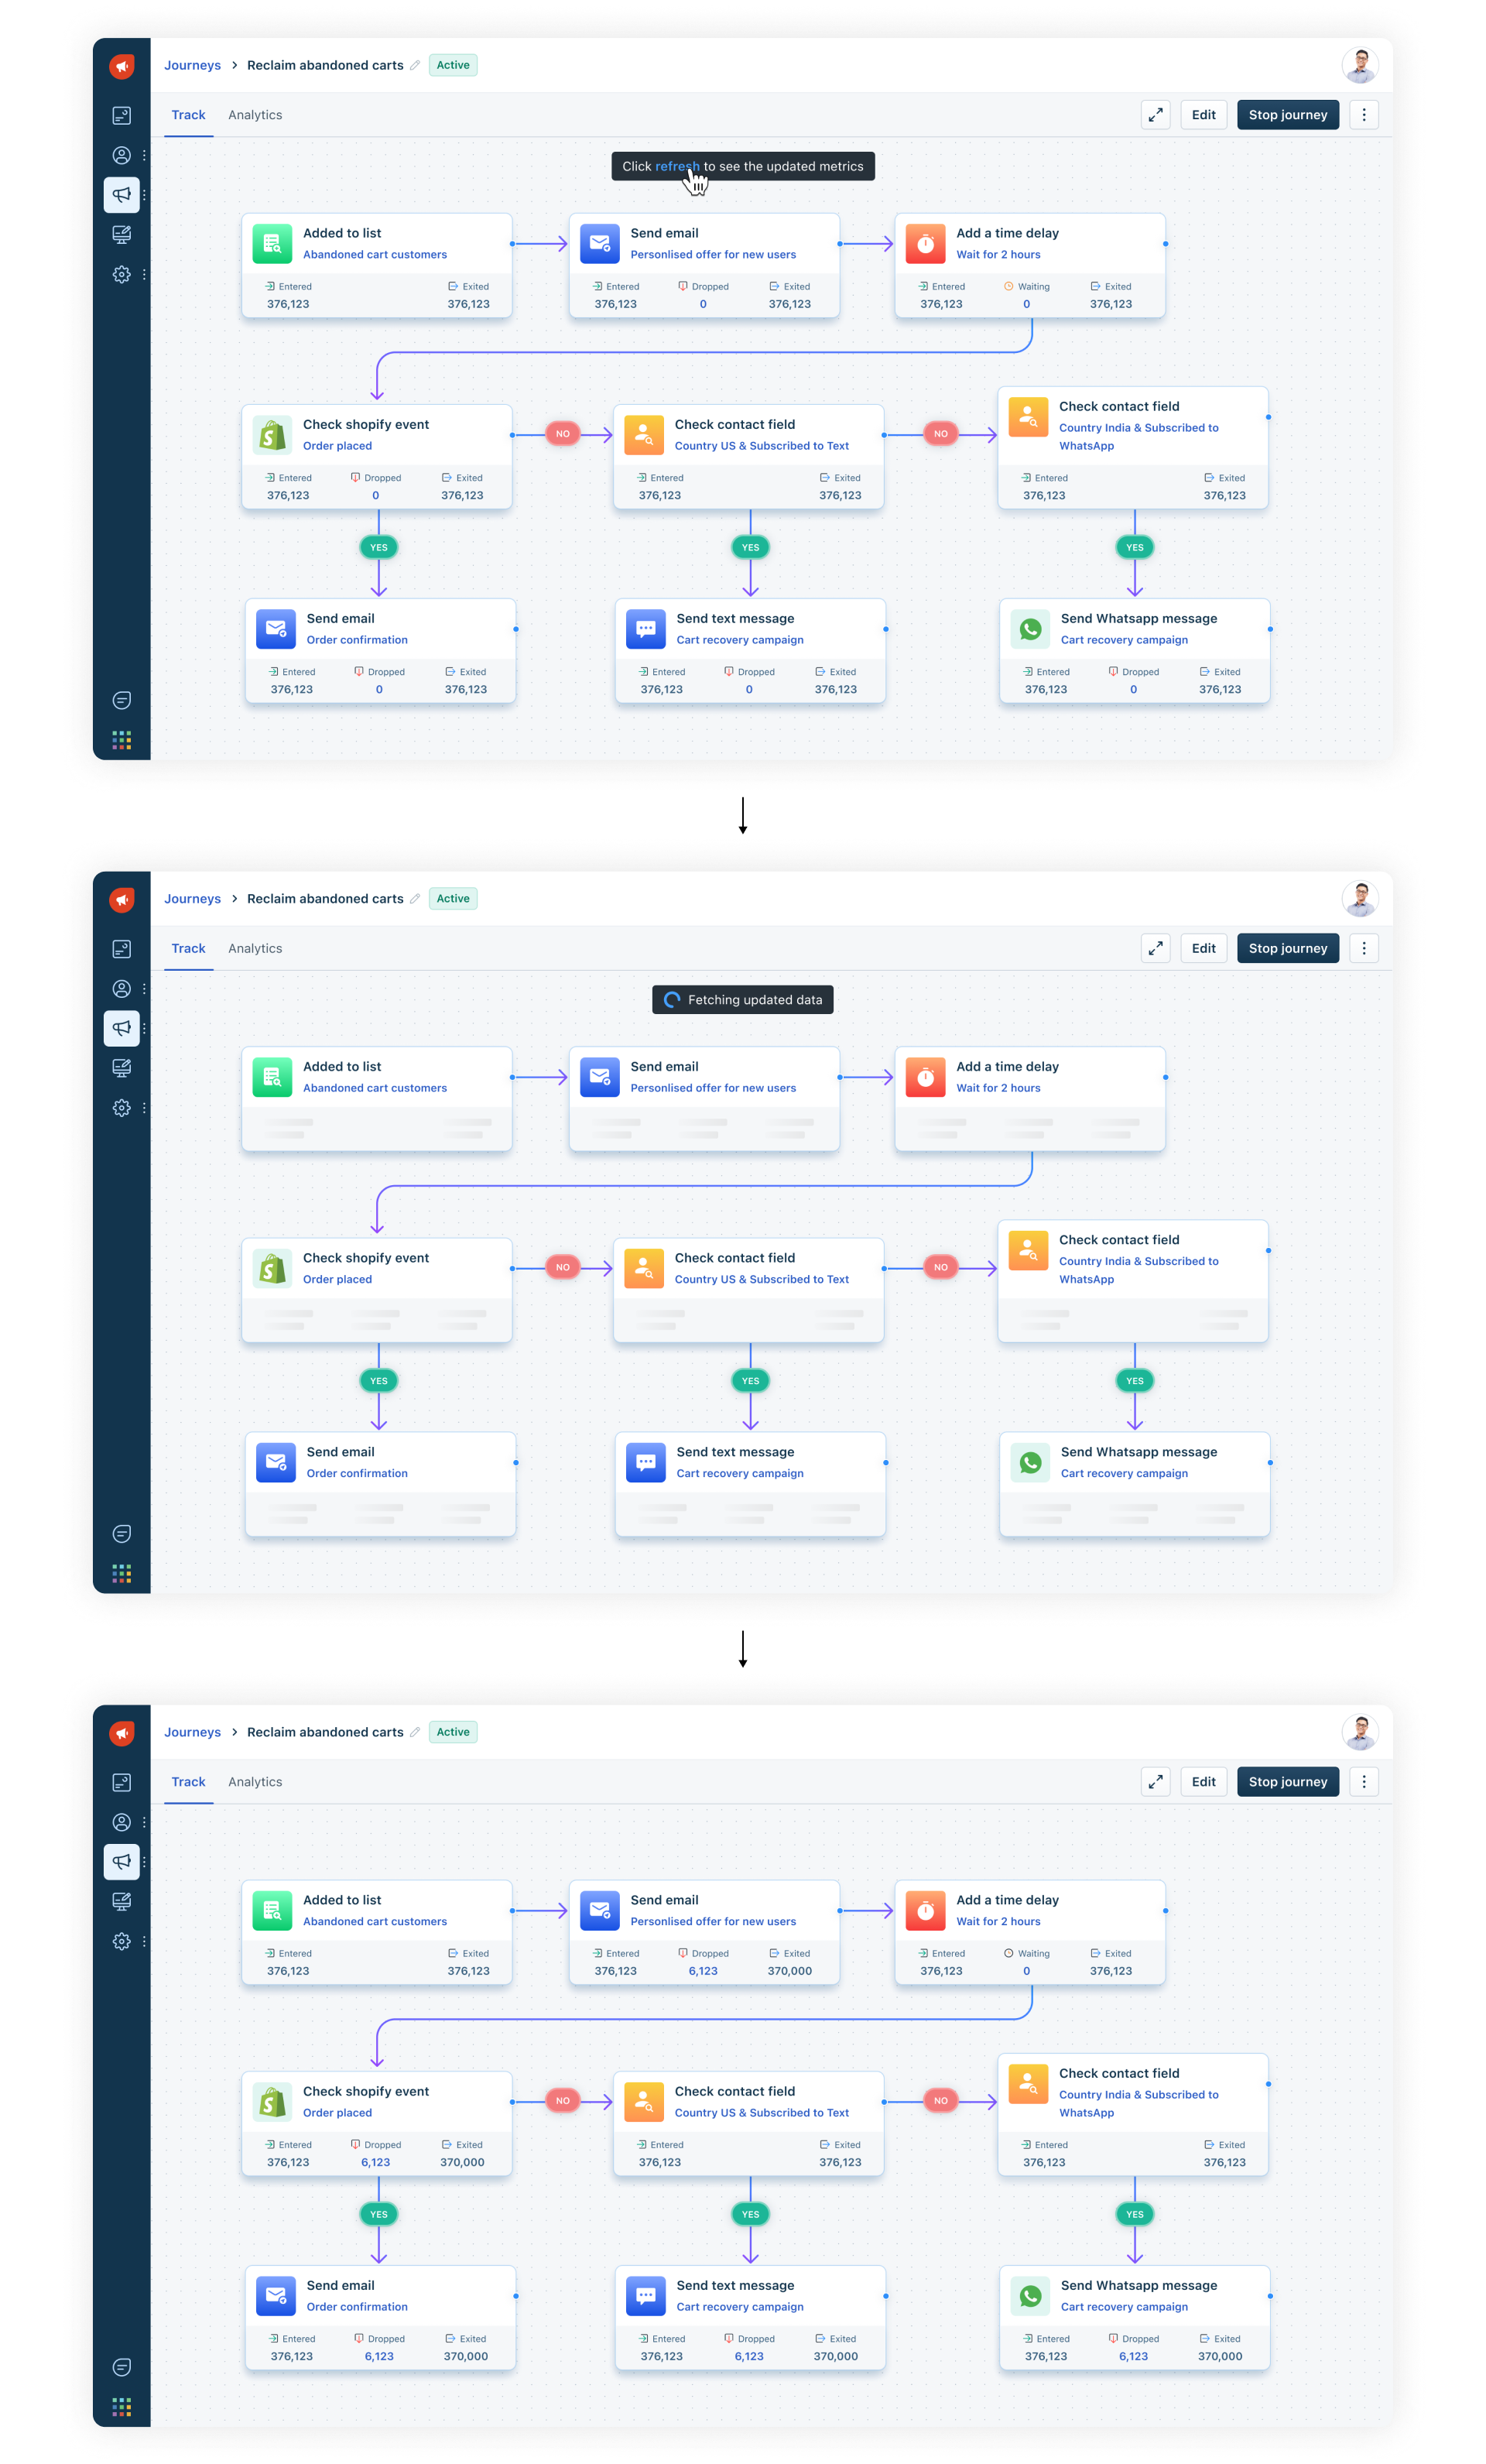 Journeys > Reclaim abandoned carts Active
Track Analytics Edit Stop journey
Click refresh to see the updated metrics
Added to list
Abandoned cart customers
Entered Exited
376,123 376,123
Send email
Personlised offer for new users
Entered Dropped Exited
376,123 0 376,123
Add a time delay
Wait for 2 hours
Entered Waiting Exited
376,123 0 376,123
Check shopify event
Order placed
Entered Dropped Exited
376,123 0 376,123
NO
Check contact field
Country US & Subscribed to Text
Entered Exited
376,123 376,123
NO
Check contact field
Country India & Subscribed to
WhatsApp
Entered Exited
376,123 376,123
YES
YES
YES
Send email
Order confirmation
Entered Dropped Exited
376,123 0 376,123
Send text message
Cart recovery campaign
Entered Dropped Exited
376,123 0 376,123
Send Whatsapp message
Cart recovery campaign
Entered Dropped Exited
376,123 0 376,123
Journeys > Reclaim abandoned carts Active
Track Analytics Edit Stop journey
Fetching updated data
Added to list
Abandoned cart customers
Send email
Personlised offer for new users
Add a time delay
Wait for 2 hours
Check shopify event
Order placed
NO
Check contact field
Country US & Subscribed to Text
NO
Check contact field
Country India & Subscribed to
WhatsApp
YES
YES
YES
Send email
Order confirmation
Send text message
Cart recovery campaign
Send Whatsapp message
Cart recovery campaign
Journeys > Reclaim abandoned carts Active
Track Analytics Edit Stop journey
Added to list
Abandoned cart customers
Entered Exited
376,123 376,123
Send email
Personlised offer for new users
Entered Dropped Exited
376,123 6,123 370,000
Add a time delay
Wait for 2 hours
Entered Waiting Exited
376,123 0 376,123
Check shopify event
Order placed
Entered Dropped Exited
376,123 6,123 370,000
NO
Check contact field
Country US & Subscribed to Text
Entered Exited
376,123 376,123
NO
Check contact field
Country India & Subscribed to
WhatsApp
Entered Exited
376,123 376,123
YES
YES
YES
Send email
Order confirmation
Entered Dropped Exited
376,123 6,123 370,000
Send text message
Cart recovery campaign
Entered Dropped Exited
376,123 6,123 370,000
Send Whatsapp message
Cart recovery campaign
Entered Dropped Exited
376,123 6,123 370,000